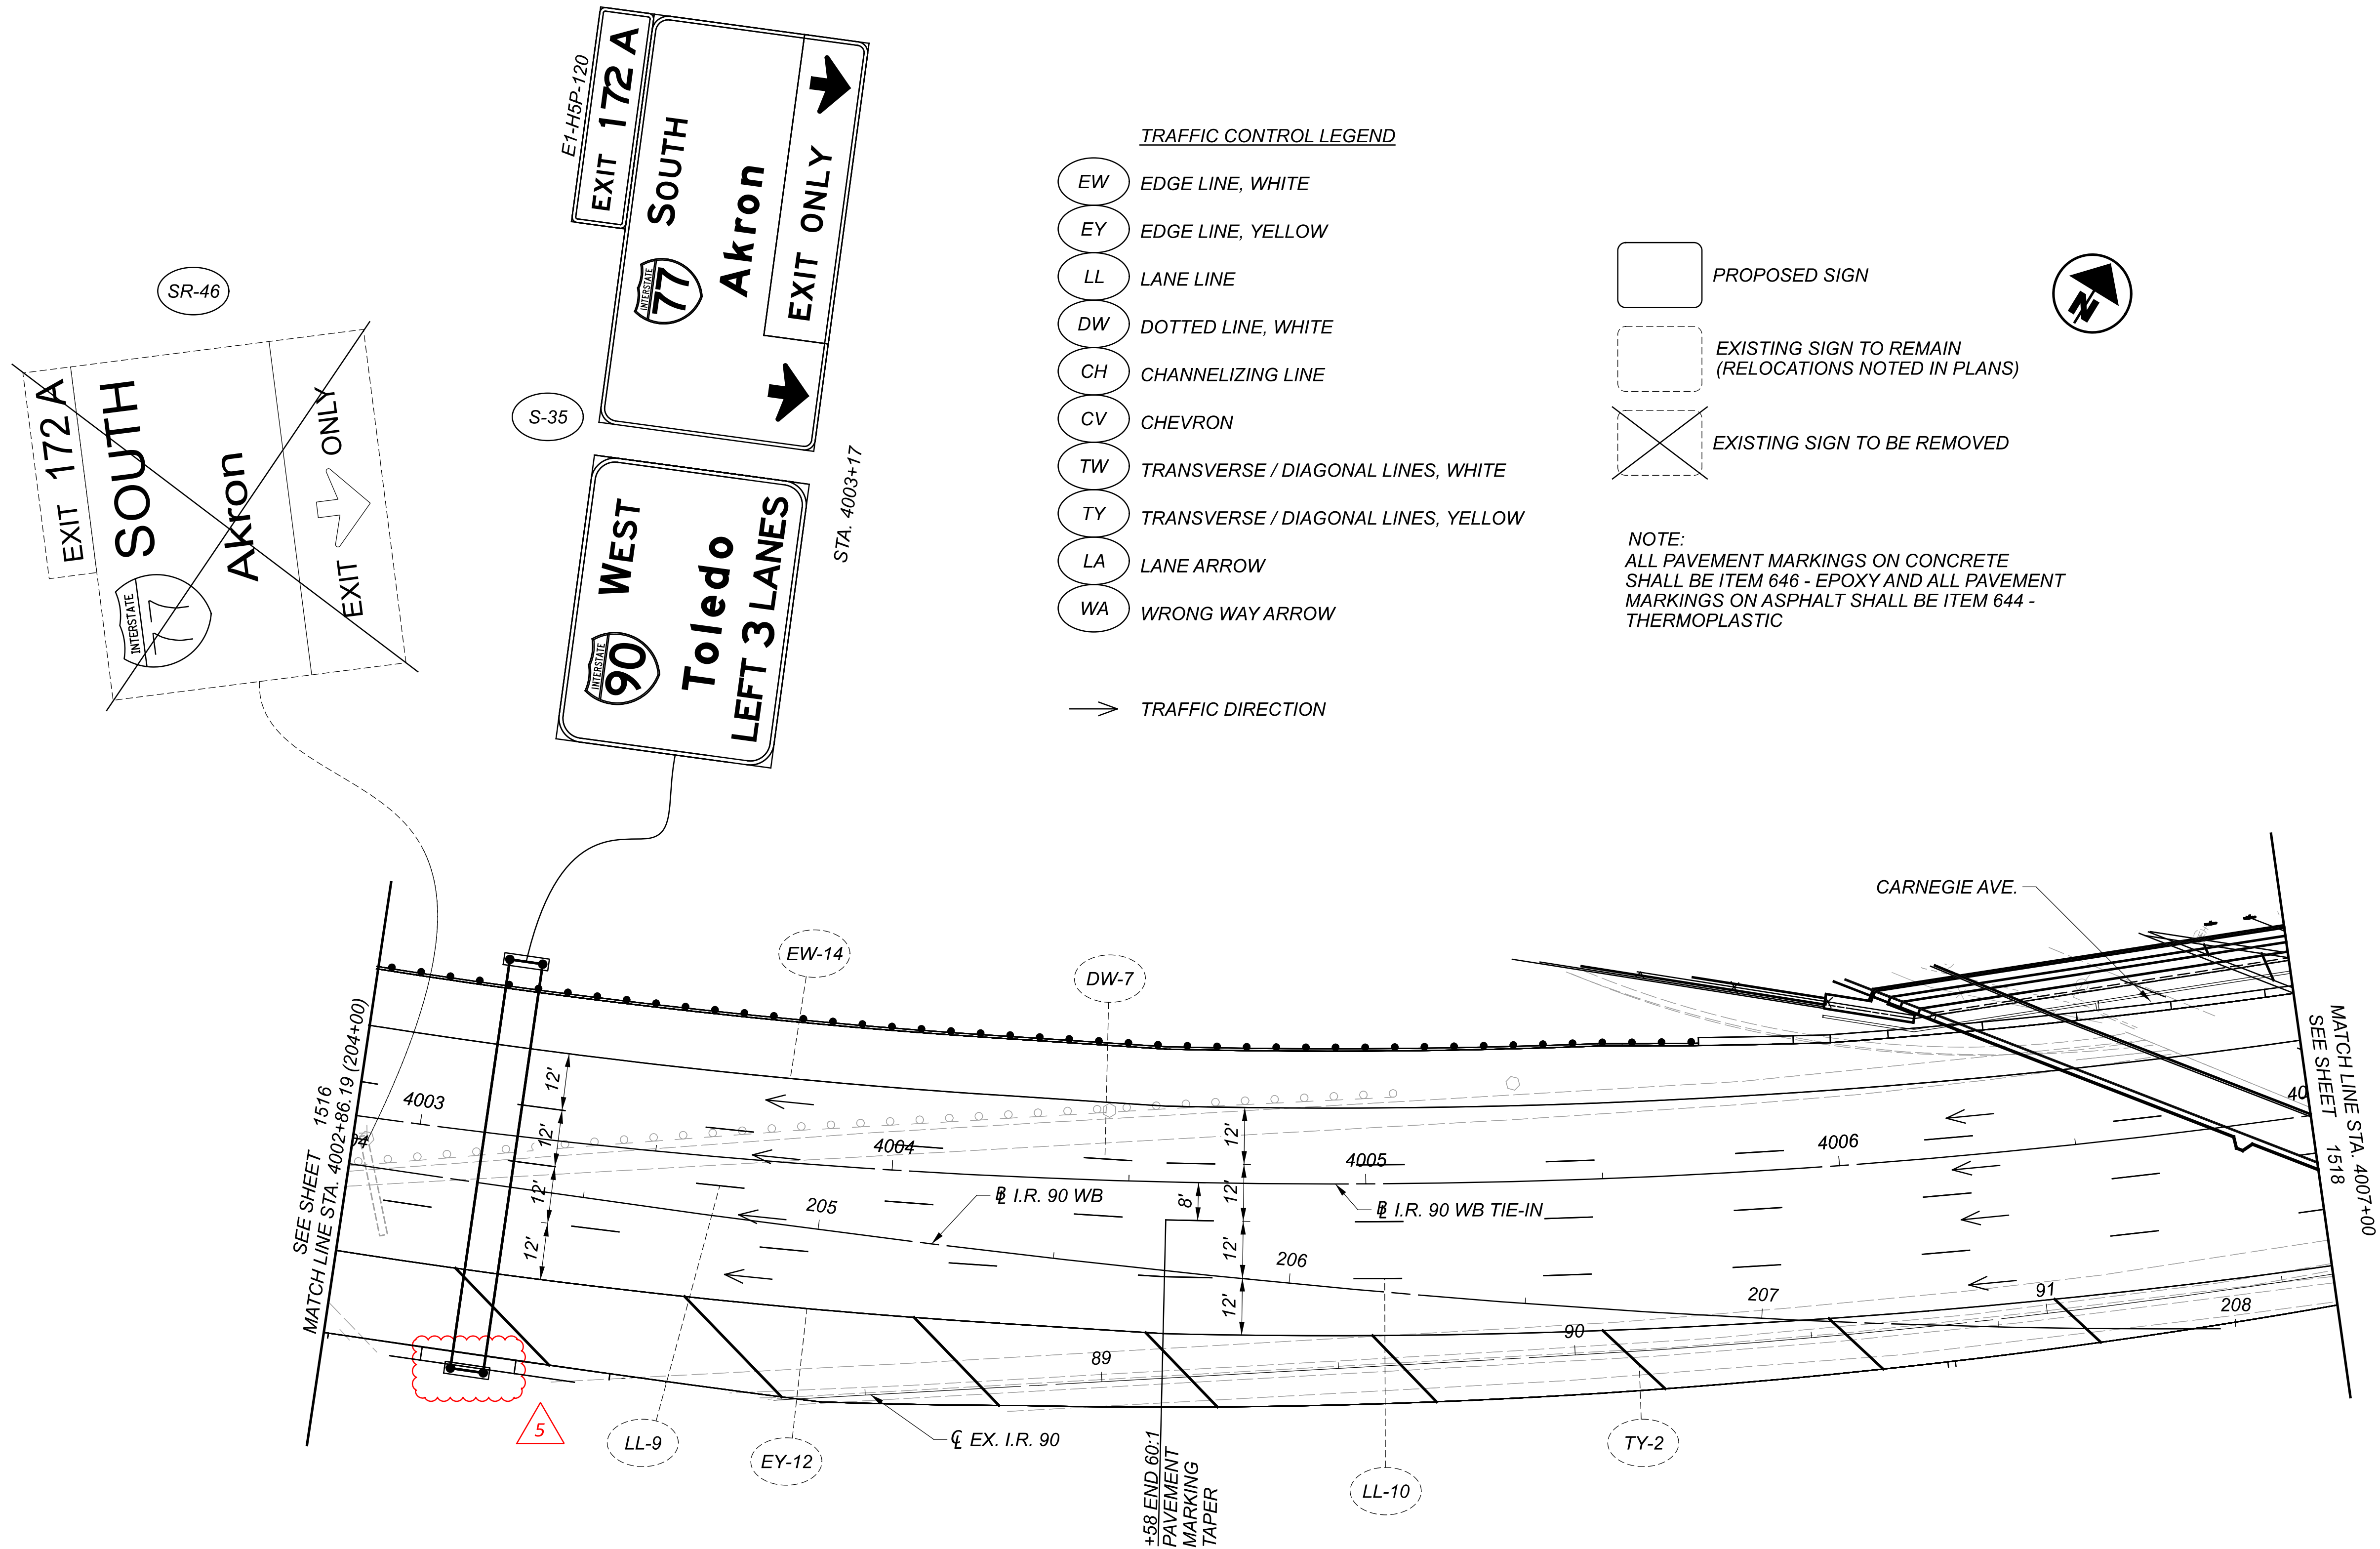 SR-46
EXIT 172 A
INTERSTATE
SOUTH
Akron
EXIT ONLY
E1-H5P-120
EXIT 172 A
INTERSTATE
77
SOUTH
Akron
EXIT ONLY
S-35
INTERSTATE
90
WEST
Toledo
LEFT 3 LANES
STA. 4003+17
TRAFFIC CONTROL LEGEND
EW EDGE LINE, WHITE
EY EDGE LINE, YELLOW
LL LANE LINE
DW DOTTED LINE, WHITE
CH CHANNELIZING LINE
CV CHEVRON
TW TRANSVERSE / DIAGONAL LINES, WHITE
TY TRANSVERSE / DIAGONAL LINES, YELLOW
LA LANE ARROW
WA WRONG WAY ARROW
TRAFFIC DIRECTION
PROPOSED SIGN
EXISTING SIGN TO REMAIN
(RELOCATIONS NOTED IN PLANS)
EXISTING SIGN TO BE REMOVED
N
NOTE:
ALL PAVEMENT MARKINGS ON CONCRETE
SHALL BE ITEM 646 - EPOXY AND ALL PAVEMENT
MARKINGS ON ASPHALT SHALL BE ITEM 644 -
THERMOPLASTIC
CARNEGIE AVE.
EW-14
DW-7
SEE SHEET 1516
MATCH LINE STA. 4002+86.19 (204+00)
4003
4004
4005
4006
40
04
12'
12'
12'
12'
12'
12'
12'
12'
8'
℄ I.R. 90 WB
℄ I.R. 90 WB TIE-IN
205
206
207
208
89
90
91
℄ EX. I.R. 90
5
LL-9
EY-12
+58 END 60:1
PAVEMENT
MARKING
TAPER
LL-10
TY-2
MATCH LINE STA. 4007+00
SEE SHEET 1518